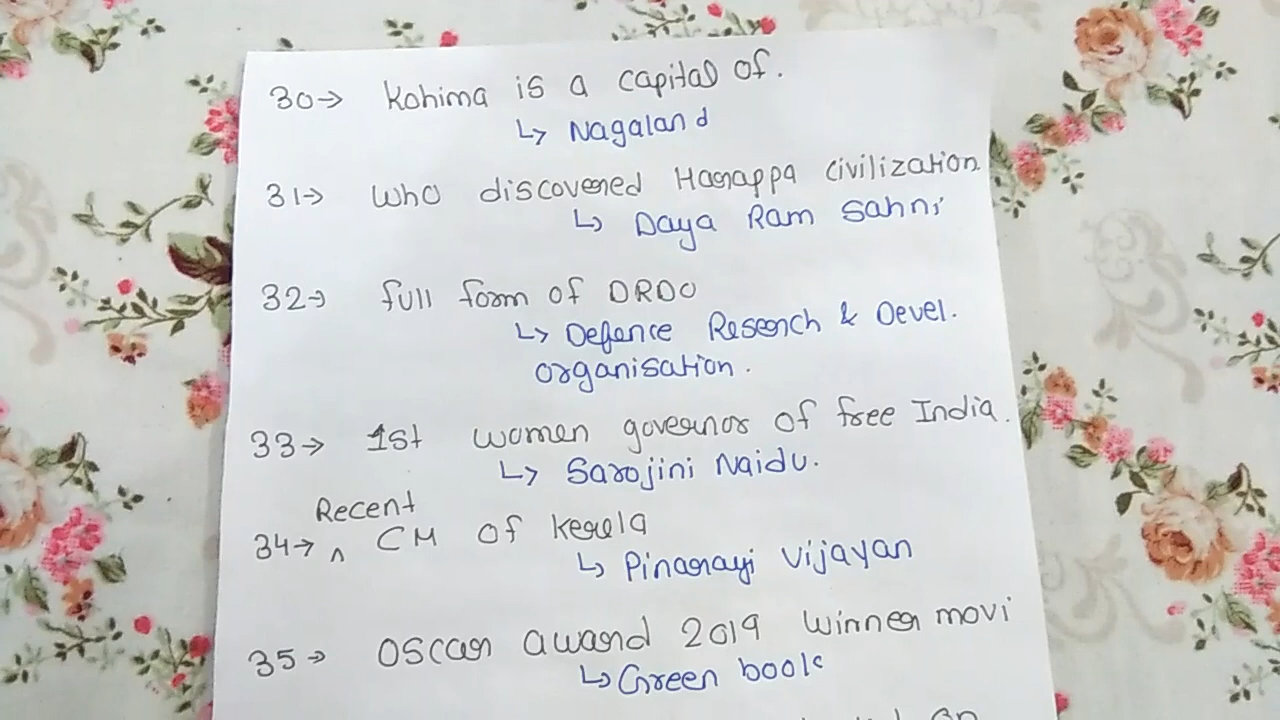 30→ Kohima is a capital of.
↳ Nagaland
31→ Who discovered Harappa civilization.
↳ Daya Ram Sahni
32→ full form of DRDO
↳ Defence Reserch & Devel.
organisation.
33→ 1st women governor of free India.
↳ Sarojini Naidu.
Recent
34→ ^ CM of kerela
↳ Pinarayi Vijayan
35→ Oscar award 2019 winner movi
↳ Green book